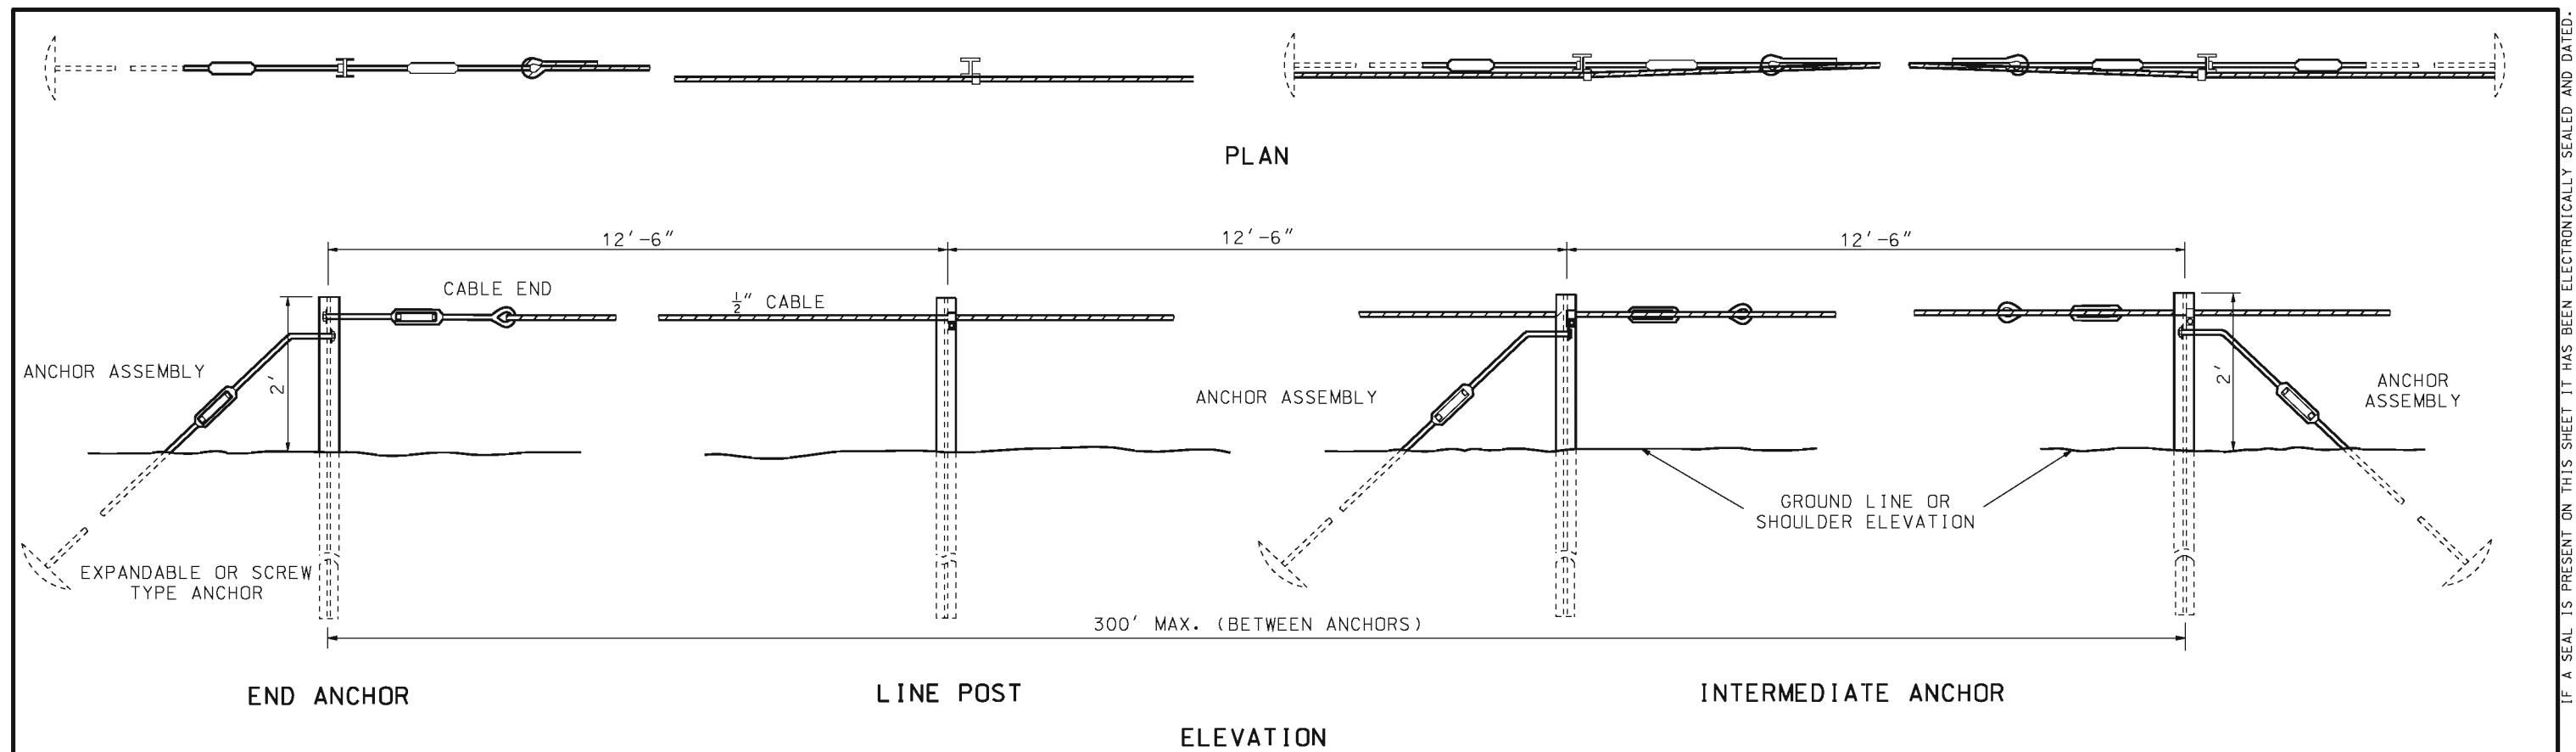 PLAN
12'-6"
12'-6"
12'-6"
CABLE END
½" CABLE
ANCHOR ASSEMBLY
2'
ANCHOR ASSEMBLY
2'
ANCHOR
ASSEMBLY
GROUND LINE OR
SHOULDER ELEVATION
EXPANDABLE OR SCREW
TYPE ANCHOR
300' MAX. (BETWEEN ANCHORS)
END ANCHOR
LINE POST
INTERMEDIATE ANCHOR
ELEVATION
IF A SEAL IS PRESENT ON THIS SHEET IT HAS BEEN ELECTRONICALLY SEALED AND DATED.